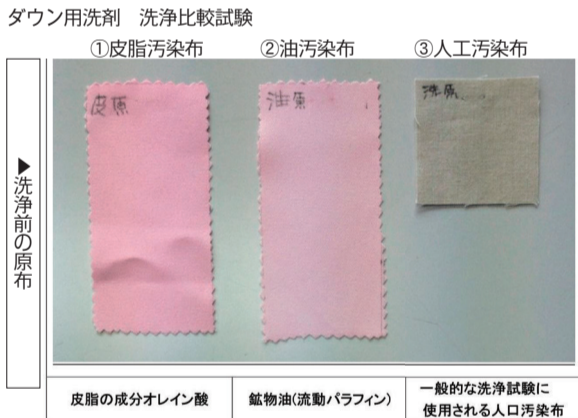 ダウン用洗剤　洗浄比較試験
①皮脂汚染布　②油汚染布　③人工汚染布
▶洗浄前の原布
皮原
油原
洗原
皮脂の成分オレイン酸
鉱物油(流動パラフィン)
一般的な洗浄試験に
使用される人口汚染布